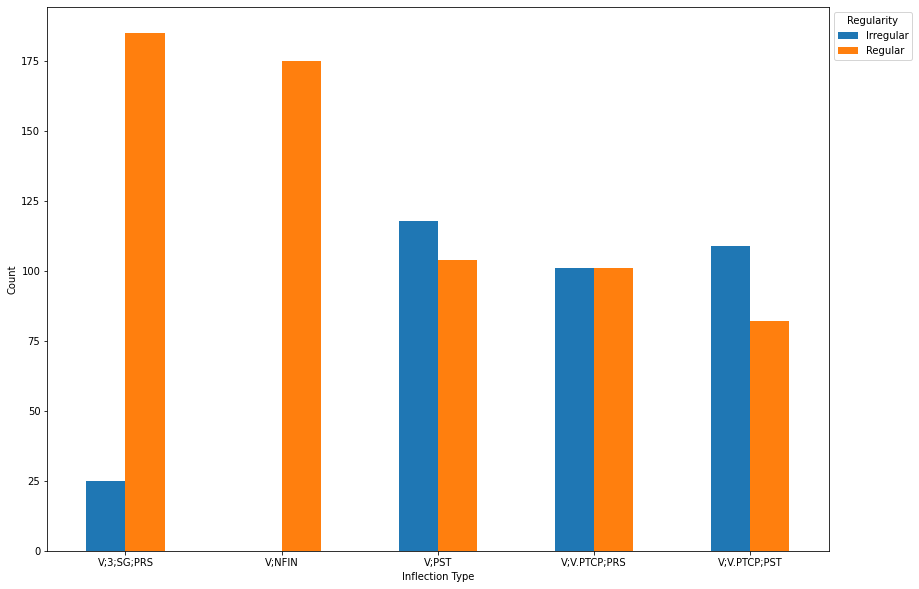 Regularity
Irregular
Regular
175
150
125
100
75
50
25
0
Count
V;3;SG;PRS
V;NFIN
V;PST
V;V.PTCP;PRS
V;V.PTCP;PST
Inflection Type